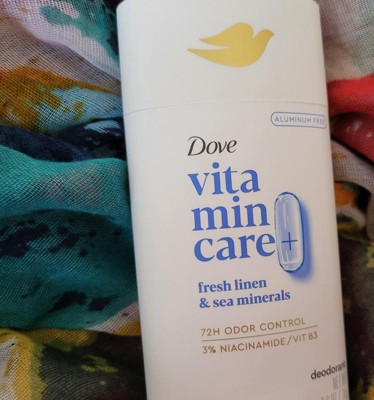 ALUMINUM FREE
Dove
vita
min
care+
fresh linen
& sea minerals
72H ODOR CONTROL
3% NIACINAMIDE/VIT B3
deodorant